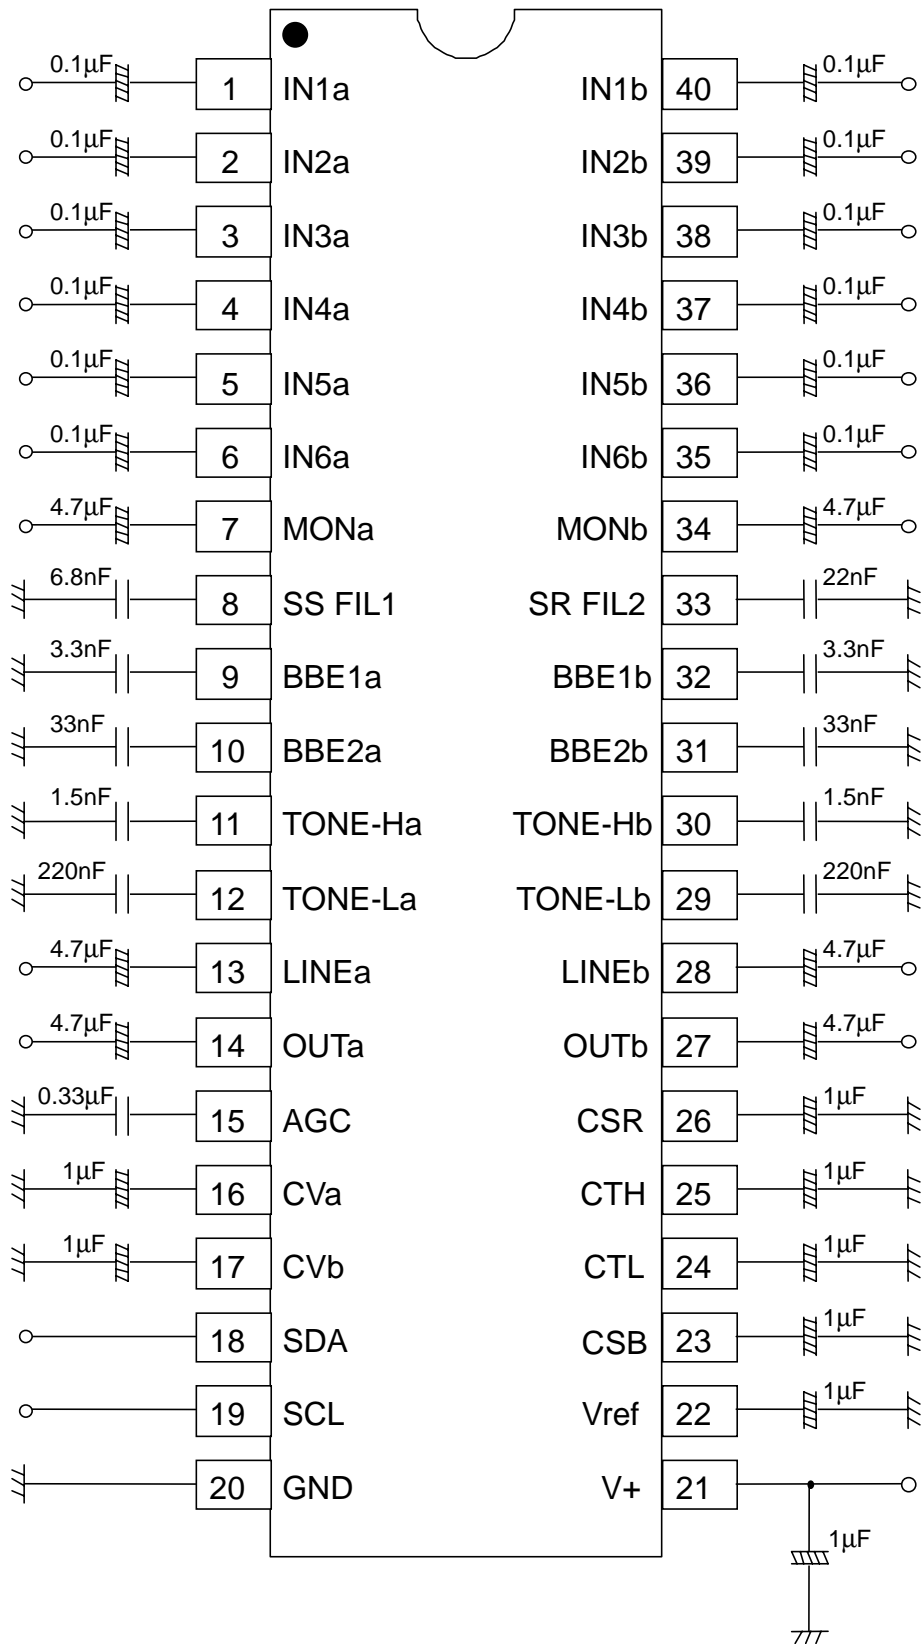 0.1μF 1 IN1a IN1b 40 0.1μF
0.1μF 2 IN2a IN2b 39 0.1μF
0.1μF 3 IN3a IN3b 38 0.1μF
0.1μF 4 IN4a IN4b 37 0.1μF
0.1μF 5 IN5a IN5b 36 0.1μF
0.1μF 6 IN6a IN6b 35 0.1μF
4.7μF 7 MONa MONb 34 4.7μF
6.8nF 8 SS FIL1 SR FIL2 33 22nF
3.3nF 9 BBE1a BBE1b 32 3.3nF
33nF 10 BBE2a BBE2b 31 33nF
1.5nF 11 TONE-Ha TONE-Hb 30 1.5nF
220nF 12 TONE-La TONE-Lb 29 220nF
4.7μF 13 LINEa LINEb 28 4.7μF
4.7μF 14 OUTa OUTb 27 4.7μF
0.33μF 15 AGC CSR 26 1μF
1μF 16 CVa CTH 25 1μF
1μF 17 CVb CTL 24 1μF
18 SDA CSB 23 1μF
19 SCL Vref 22 1μF
20 GND V+ 21
1μF